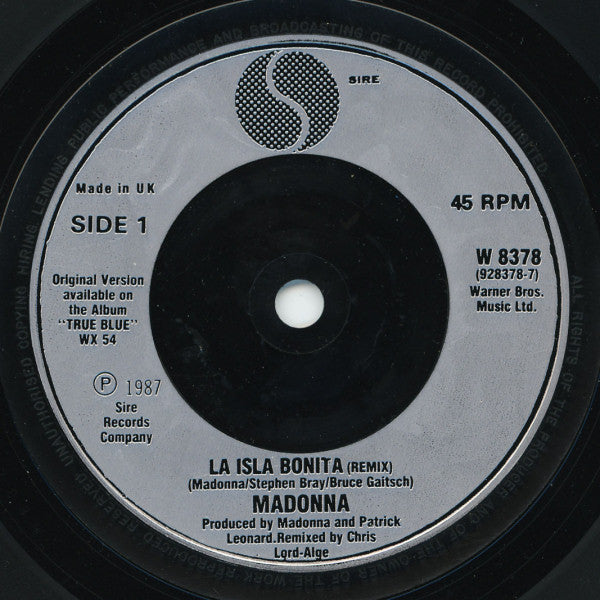 SIRE
Made in UK
SIDE 1
45 RPM
W 8378
(928378-7)
Warner Bros.
Music Ltd.
Original Version
available on
the Album
"TRUE BLUE"
WX 54
Ⓟ 1987
Sire
Records
Company
LA ISLA BONITA (REMIX)
(Madonna/Stephen Bray/Bruce Gaitsch)
MADONNA
Produced by Madonna and Patrick
Leonard.Remixed by Chris
Lord-Alge
ALL RIGHTS OF THE PRODUCER AND OF THE OWNER OF THE WORK REPRODUCED RESERVED UNAUTHORISED COPYING HIRING LENDING PUBLIC PERFORMANCE AND BROADCASTING OF THIS RECORD PROHIBITED